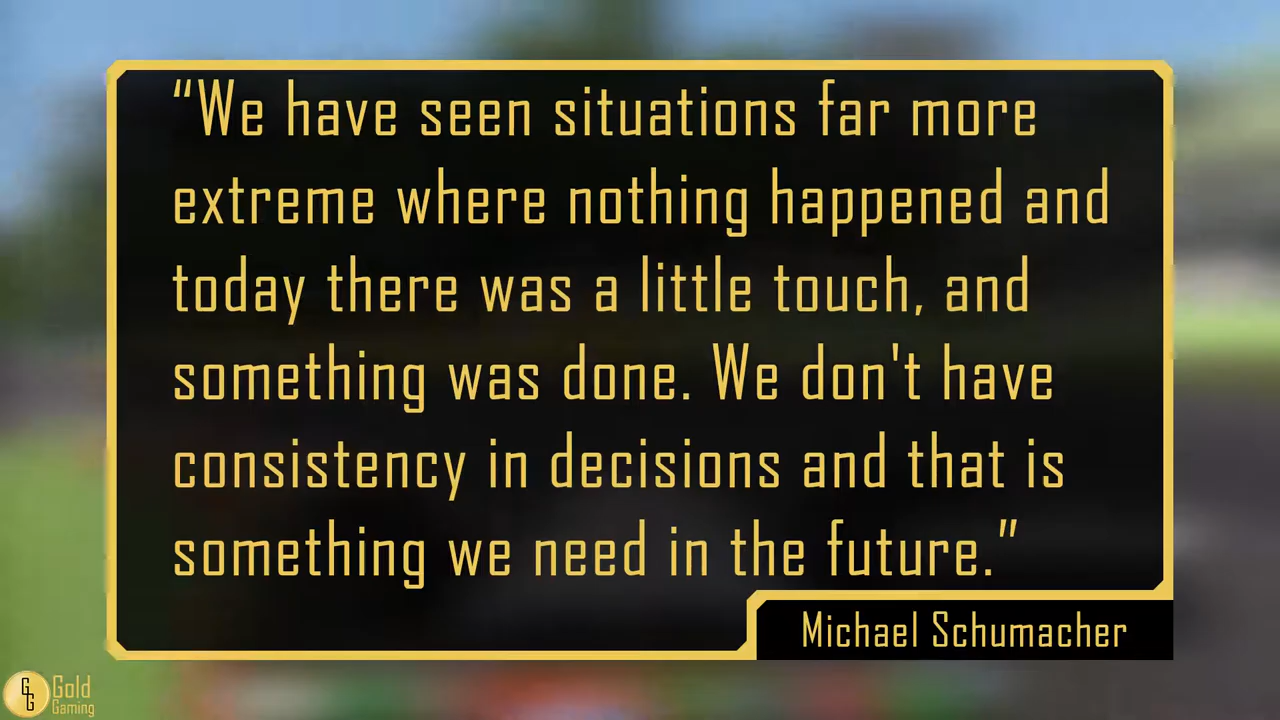 “We have seen situations far more
extreme where nothing happened and
today there was a little touch, and
something was done. We don't have
consistency in decisions and that is
something we need in the future.”
Michael Schumacher
GG
Gold
Gaming